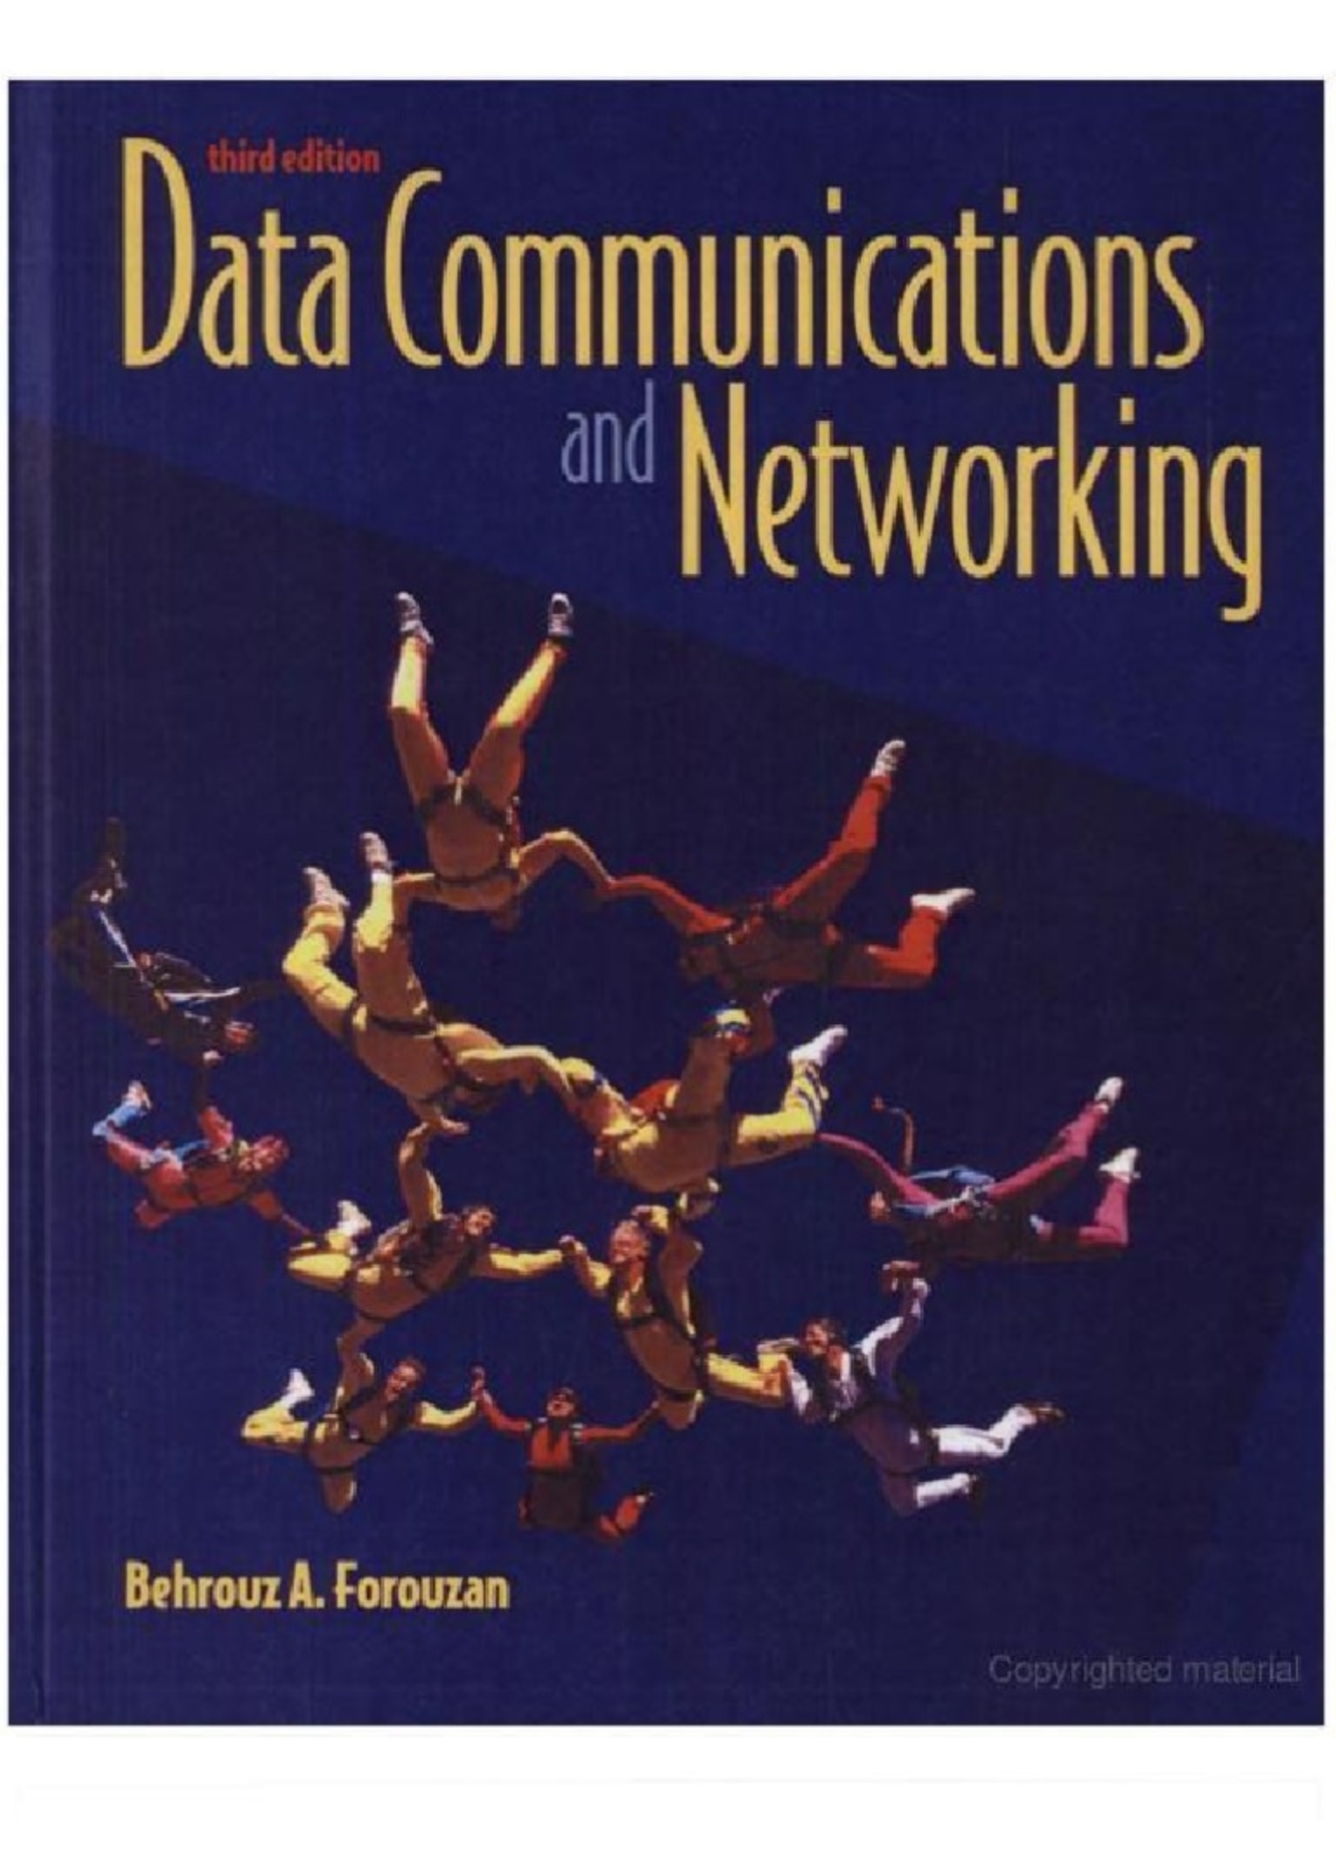 third edition
Data Communications
and Networking
Behrouz A. Forouzan
Copyrighted material